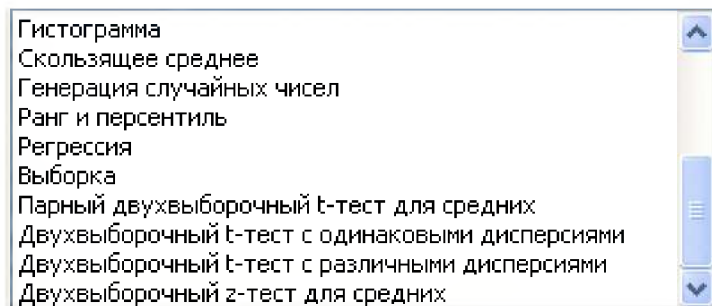 Гистограмма
Скользящее среднее
Генерация случайных чисел
Ранг и персентиль
Регрессия
Выборка
Парный двухвыборочный t-тест для средних
Двухвыборочный t-тест с одинаковыми дисперсиями
Двухвыборочный t-тест с различными дисперсиями
Двухвыборочный z-тест для средних